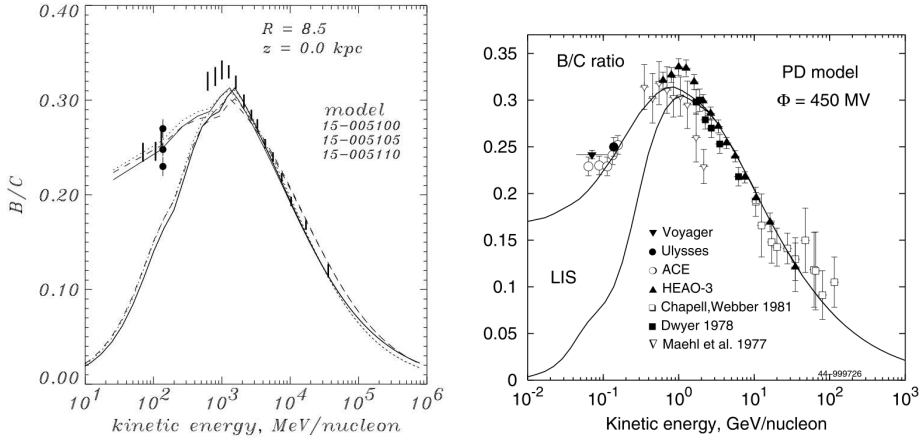 0.40
0.30
0.20
0.10
0.00
B/C
R = 8.5
z = 0.0 kpc
model
15-005100
15-005105
15-005110
10^1 10^2 10^3 10^4 10^5 10^6
kinetic energy, MeV/nucleon
0.35
0.3
0.25
0.2
0.15
0.1
0.05
0
B/C ratio
PD model
Φ = 450 MV
LIS
Voyager
Ulysses
ACE
HEAO-3
Chapell,Webber 1981
Dwyer 1978
Maehl et al. 1977
44-999726
10^-2 10^-1 10^0 10^1 10^2 10^3
Kinetic energy, GeV/nucleon